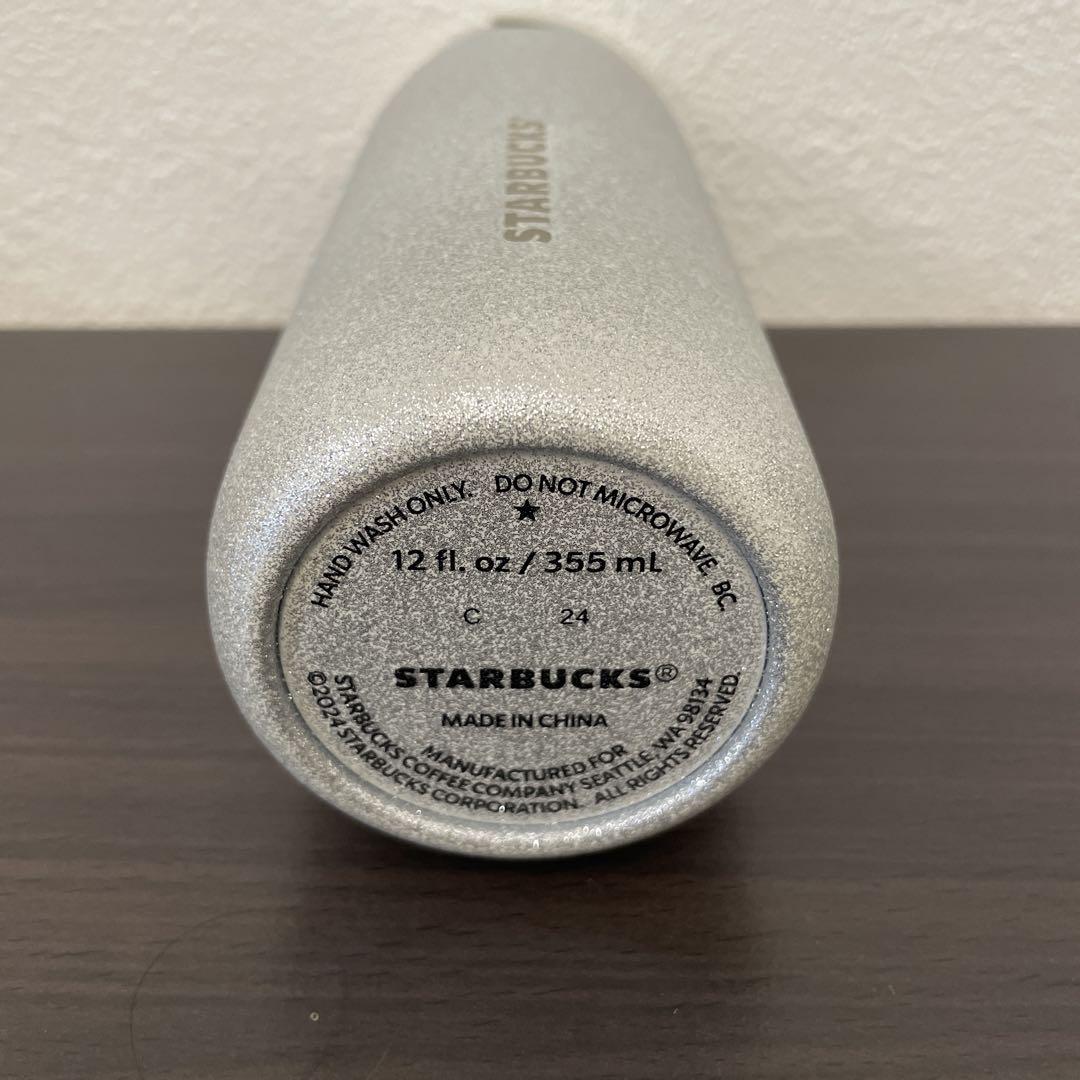 STARBUCKS
HAND WASH ONLY. DO NOT MICROWAVE. BC.
★
12 fl. oz / 355 mL
C 24
STARBUCKS®
MADE IN CHINA
MANUFACTURED FOR
STARBUCKS COFFEE COMPANY SEATTLE, WA 98134
©2024 STARBUCKS CORPORATION. ALL RIGHTS RESERVED.